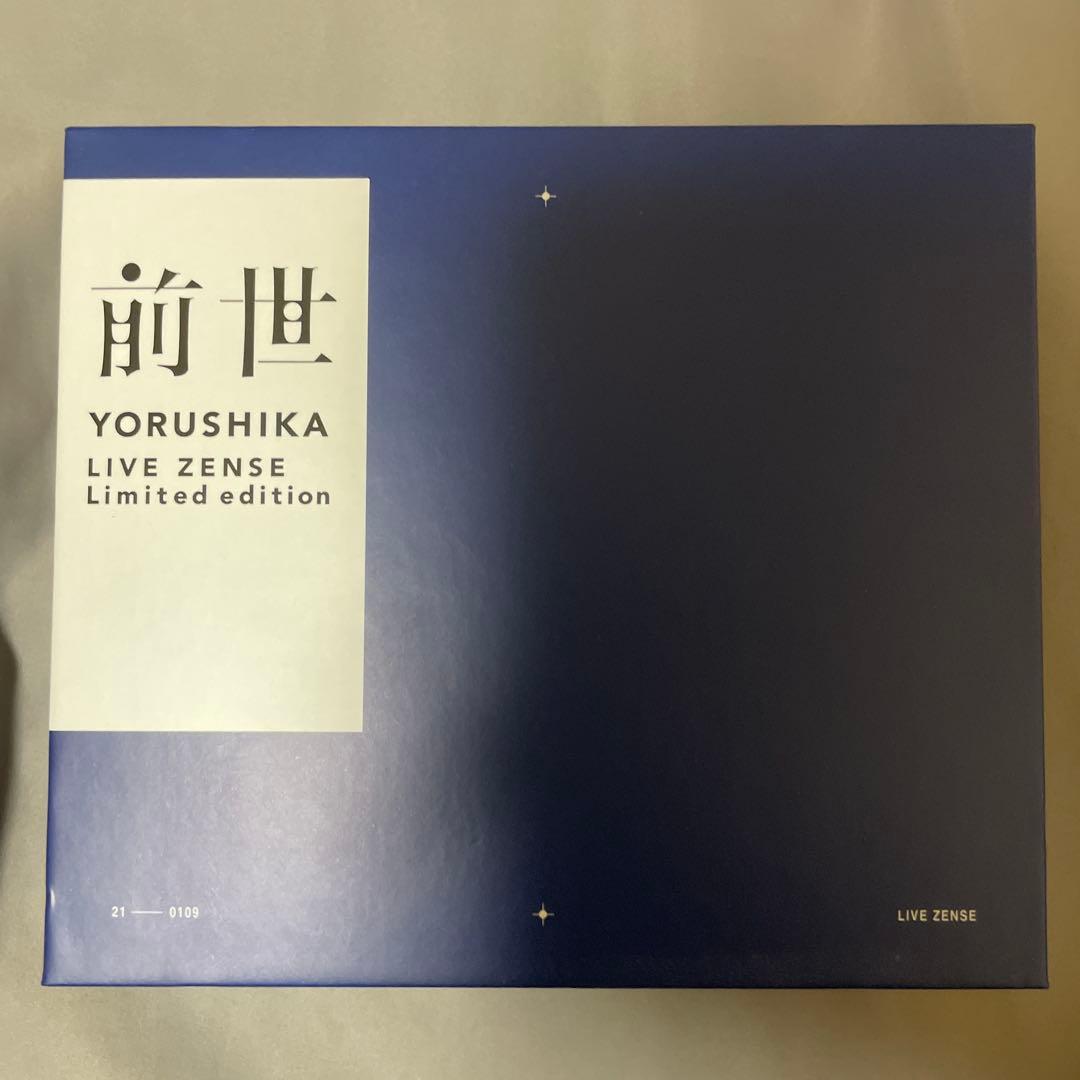 前世
YORUSHIKA
LIVE ZENSE
Limited edition
21 — 0109
LIVE ZENSE